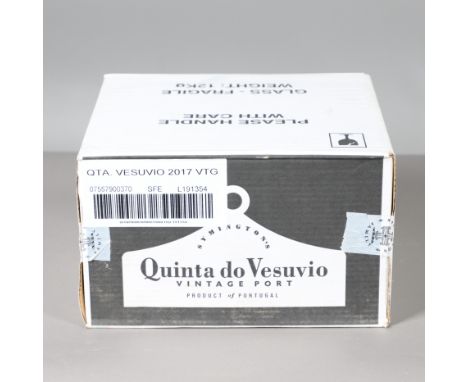 PLEASE HANDLE
WITH CARE
GLASS - FRAGILE
WEIGHT: 12Kg
QTA. VESUVIO 2017 VTG
07557900370 SFE L191354
SYMINGTON'S
Quinta do Vesuvio
VINTAGE PORT
PRODUCT of PORTUGAL